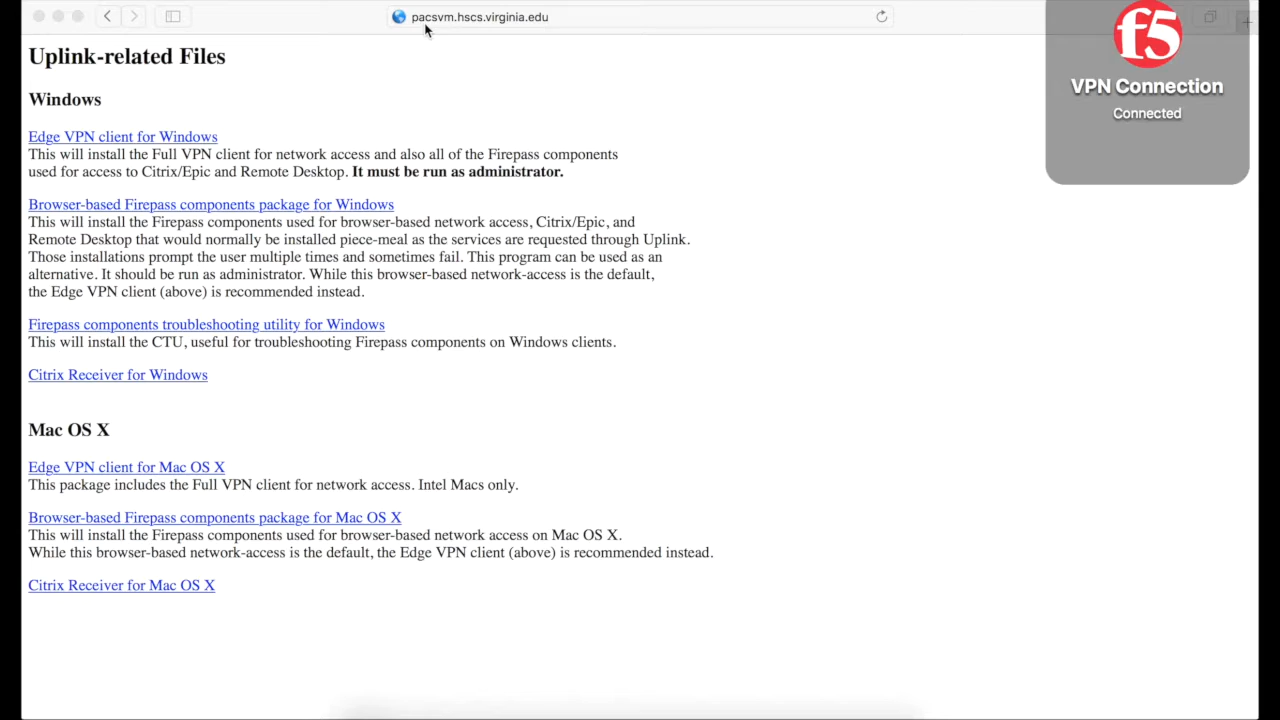 pacsvm.hscs.virginia.edu
f5
VPN Connection
Connected
Uplink-related Files
Windows
Edge VPN client for Windows
This will install the Full VPN client for network access and also all of the Firepass components
used for access to Citrix/Epic and Remote Desktop. It must be run as administrator.
Browser-based Firepass components package for Windows
This will install the Firepass components used for browser-based network access, Citrix/Epic, and
Remote Desktop that would normally be installed piece-meal as the services are requested through Uplink.
Those installations prompt the user multiple times and sometimes fail. This program can be used as an
alternative. It should be run as administrator. While this browser-based network-access is the default,
the Edge VPN client (above) is recommended instead.
Firepass components troubleshooting utility for Windows
This will install the CTU, useful for troubleshooting Firepass components on Windows clients.
Citrix Receiver for Windows
Mac OS X
Edge VPN client for Mac OS X
This package includes the Full VPN client for network access. Intel Macs only.
Browser-based Firepass components package for Mac OS X
This will install the Firepass components used for browser-based network access on Mac OS X.
While this browser-based network-access is the default, the Edge VPN client (above) is recommended instead.
Citrix Receiver for Mac OS X